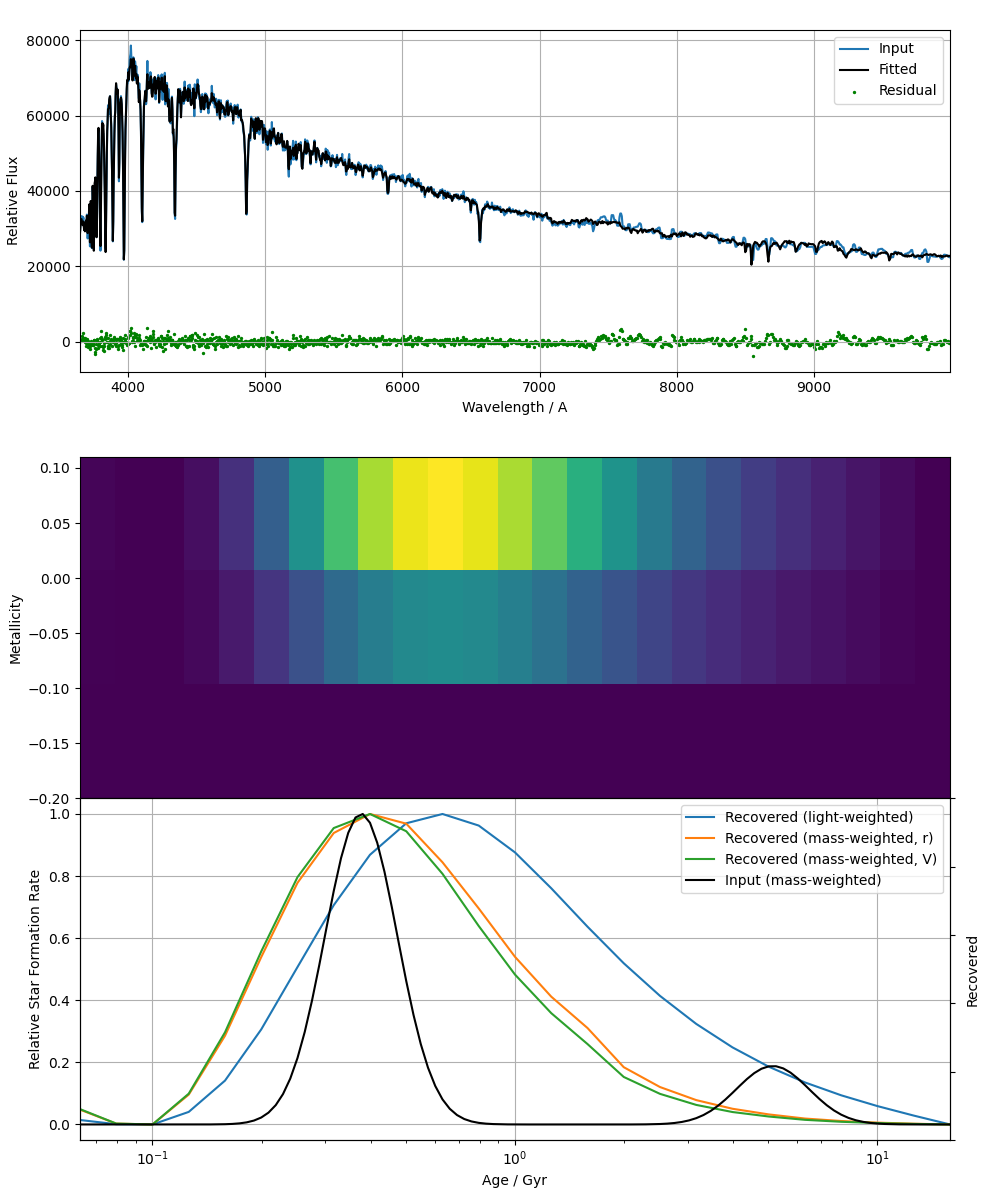 80000
60000
40000
20000
0
Relative Flux
Input
Fitted
Residual
4000 5000 6000 7000 8000 9000
Wavelength / A
0.10
0.05
0.00
−0.05
−0.10
−0.15
−0.20
Metallicity
1.0
0.8
0.6
0.4
0.2
0.0
Relative Star Formation Rate
Recovered (light-weighted)
Recovered (mass-weighted, r)
Recovered (mass-weighted, V)
Input (mass-weighted)
Recovered
10⁻¹ 10⁰ 10¹
Age / Gyr